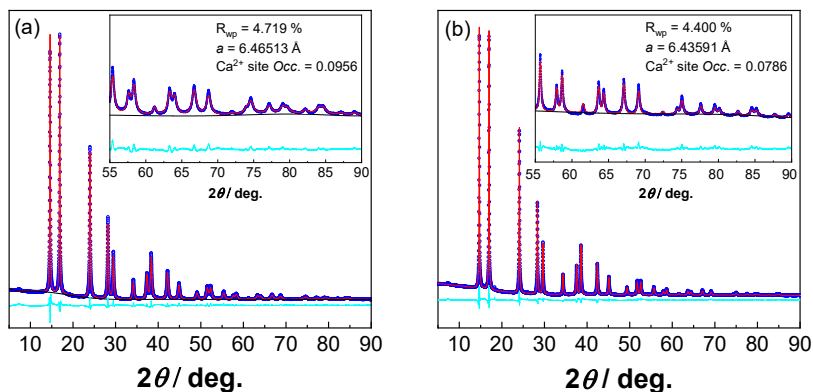 (a)
R_wp = 4.719 %
a = 6.46513 Å
Ca²⁺ site Occ. = 0.0956
55 60 65 70 75 80 85 90
2θ / deg.
10 20 30 40 50 60 70 80 90
2θ / deg.
(b)
R_wp = 4.400 %
a = 6.43591 Å
Ca²⁺ site Occ. = 0.0786
55 60 65 70 75 80 85 90
2θ / deg.
10 20 30 40 50 60 70 80 90
2θ / deg.